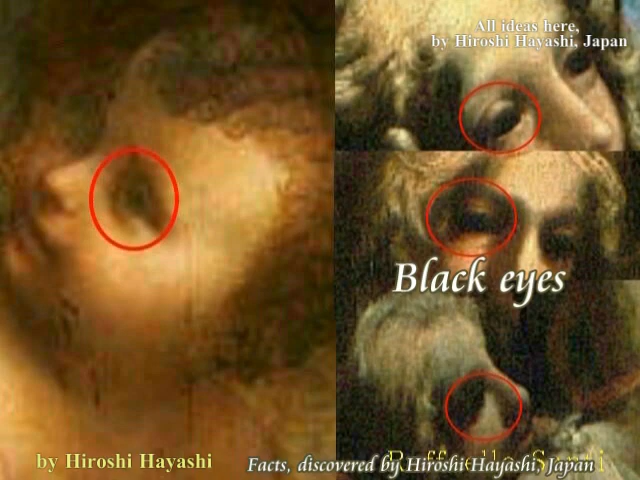 All ideas here,
by Hiroshi Hayashi, Japan
Black eyes
by Hiroshi Hayashi
Facts, discovered by Hiroshi Hayashi, Japan